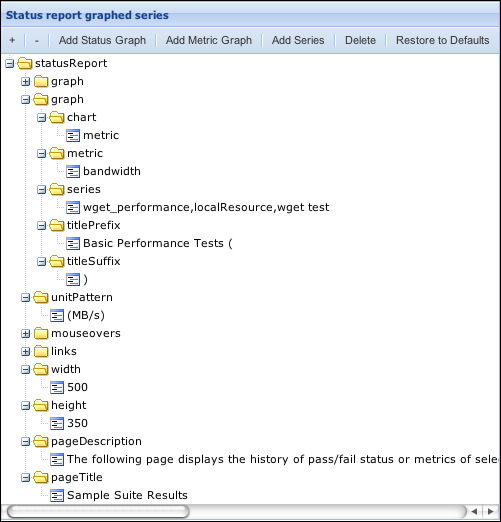 Status report graphed series
+ - Add Status Graph Add Metric Graph Add Series Delete Restore to Defaults
statusReport
graph
graph
chart
metric
metric
bandwidth
series
wget_performance,localResource,wget test
titlePrefix
Basic Performance Tests (
titleSuffix
)
unitPattern
(MB/s)
mouseovers
links
width
500
height
350
pageDescription
The following page displays the history of pass/fail status or metrics of sele
pageTitle
Sample Suite Results